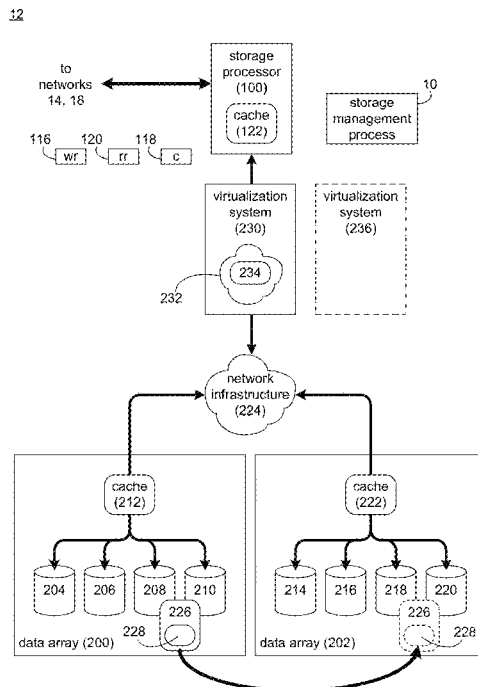 12
to
networks
14, 18
storage
processor
(100)
cache
(122)
10
storage
management
process
116
wr
120
rr
118
c
virtualization
system
(230)
234
232
virtualization
system
(236)
network
infrastructure
(224)
cache
(212)
204
206
208
210
226
228
data array (200)
cache
(222)
214
216
218
220
226
228
data array (202)